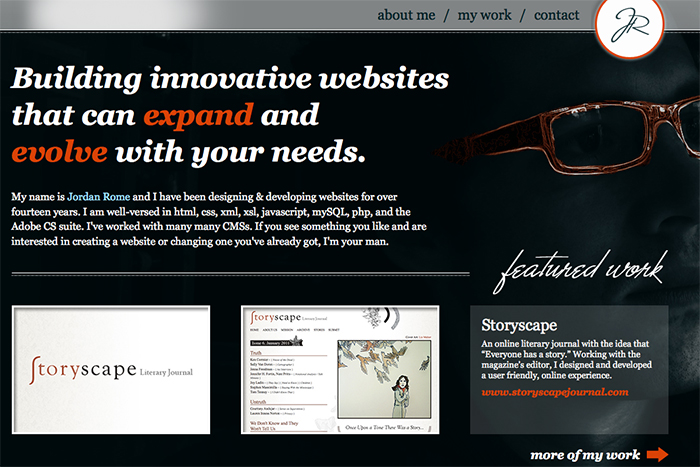 about me / my work / contact
JR
Building innovative websites
that can expand and
evolve with your needs.
My name is Jordan Rome and I have been designing & developing websites for over
fourteen years. I am well-versed in html, css, xml, xsl, javascript, mySQL, php, and the
Adobe CS suite. I've worked with many many CMSs. If you see something you like and are
interested in creating a website or changing one you've already got, I'm your man.
featured work
storyscape Literary Journal
storyscape Literary Journal
HOME ABOUT US
Issue 6, January 2011
Truth
Untruth
We Don't Know and They
Won't Tell Us
Once Upon a Time There Was a Story...
Storyscape
An online literary journal with the idea that
"Everyone has a story." Working with the
magazine's editor, I designed and developed
a user friendly, online experience.
www.storyscapejournal.com
more of my work